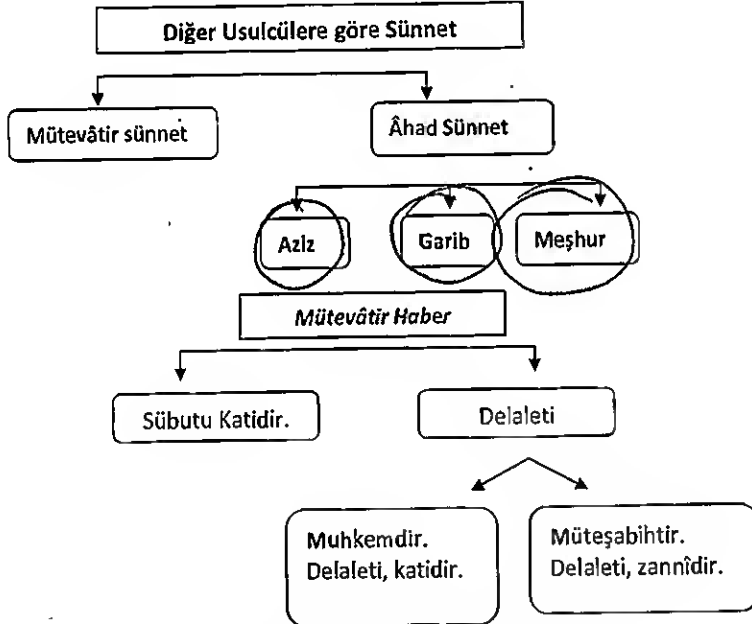 Diğer Usulcülere göre Sünnet
Mütevâtir sünnet
Âhad Sünnet
Aziz
Garib
Meşhur
Mütevâtir Haber
Sübutu Katidir.
Delaleti
Muhkemdir.
Delaleti, katidir.
Müteşabihtir.
Delaleti, zannîdir.